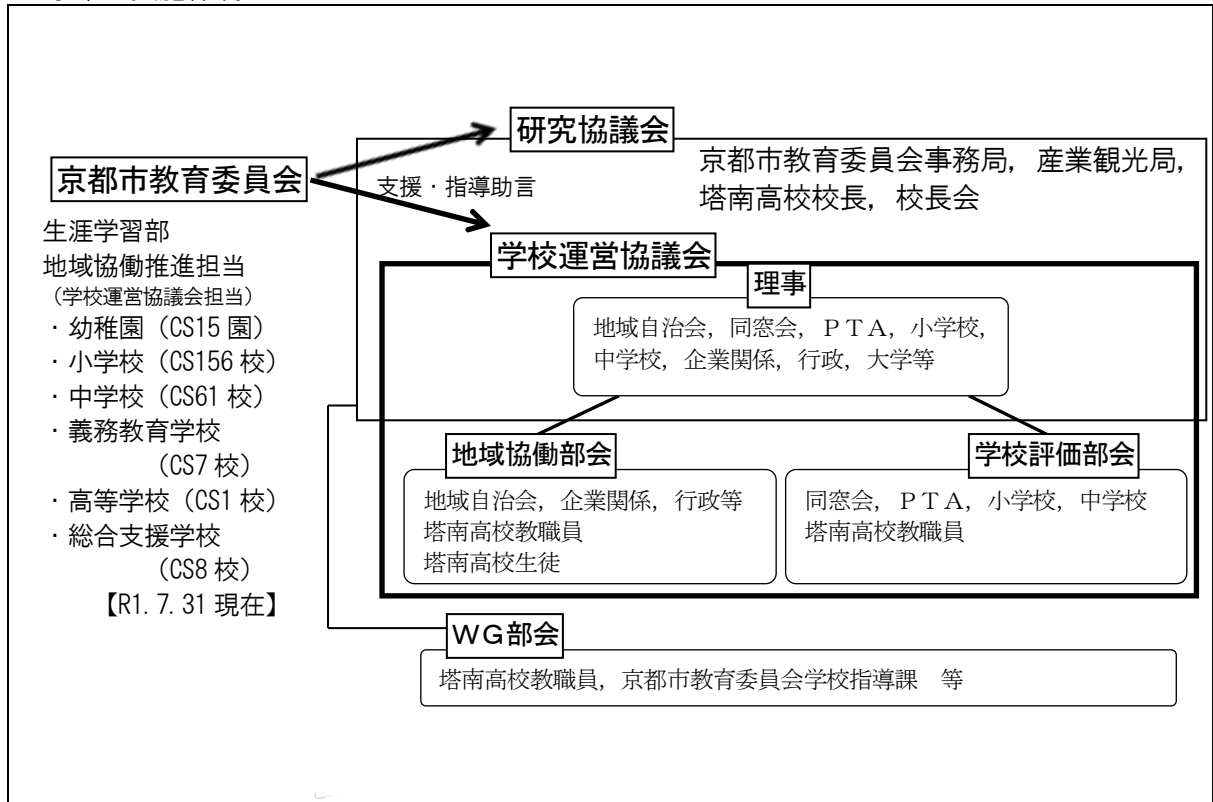 研究協議会
京都市教育委員会事務局，産業観光局，
塔南高校校長，校長会
京都市教育委員会
支援・指導助言
生涯学習部
地域協働推進担当
（学校運営協議会担当）
・幼稚園（CS15 園）
・小学校（CS156 校）
・中学校（CS61 校）
・義務教育学校
（CS7 校）
・高等学校（CS1 校）
・総合支援学校
（CS8 校）
【R1. 7. 31 現在】
学校運営協議会
理事
地域自治会，同窓会，ＰＴＡ，小学校，
中学校，企業関係，行政，大学等
地域協働部会
地域自治会，企業関係，行政等
塔南高校教職員
塔南高校生徒
学校評価部会
同窓会，ＰＴＡ，小学校，中学校
塔南高校教職員
ＷＧ部会
塔南高校教職員，京都市教育委員会学校指導課　等